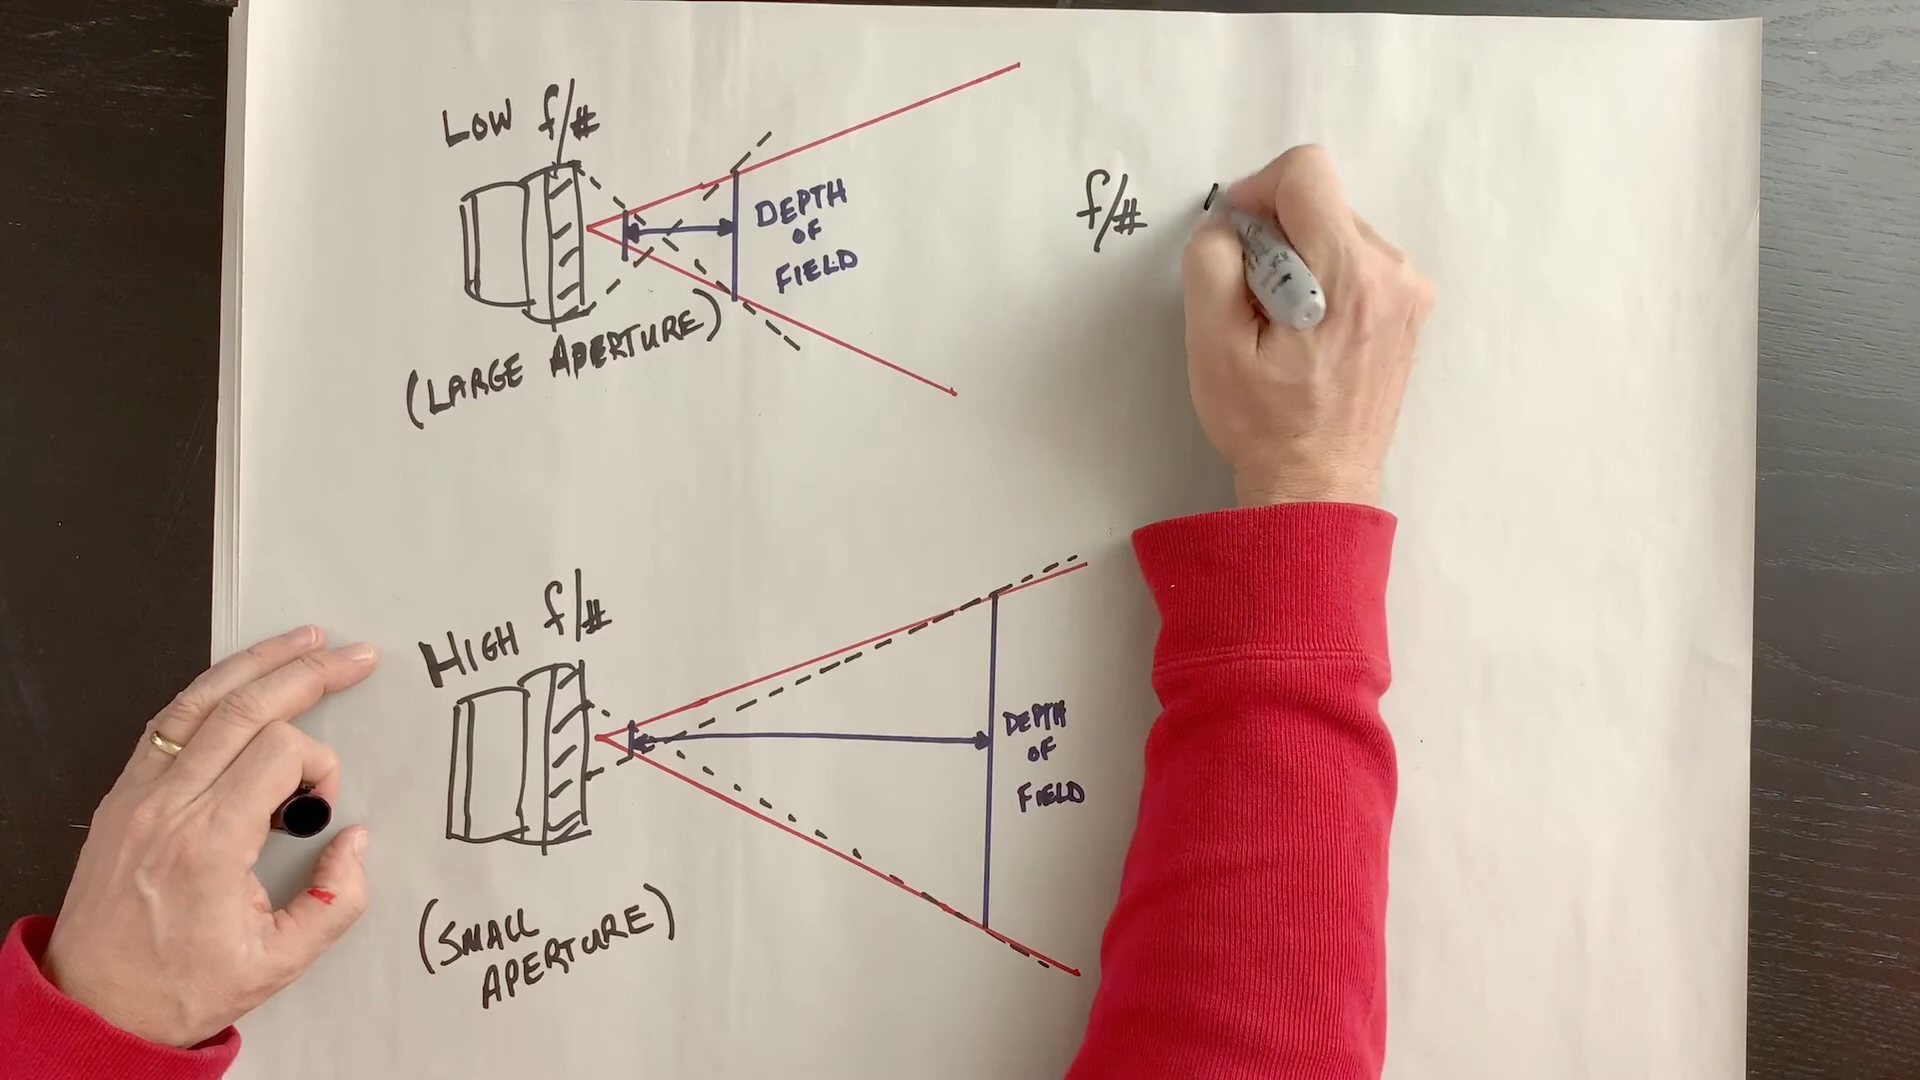 LOW f/#
DEPTH
OF
FIELD
(LARGE APERTURE)
f/#
HIGH f/#
DEPTH
OF
FIELD
(SMALL
APERTURE)